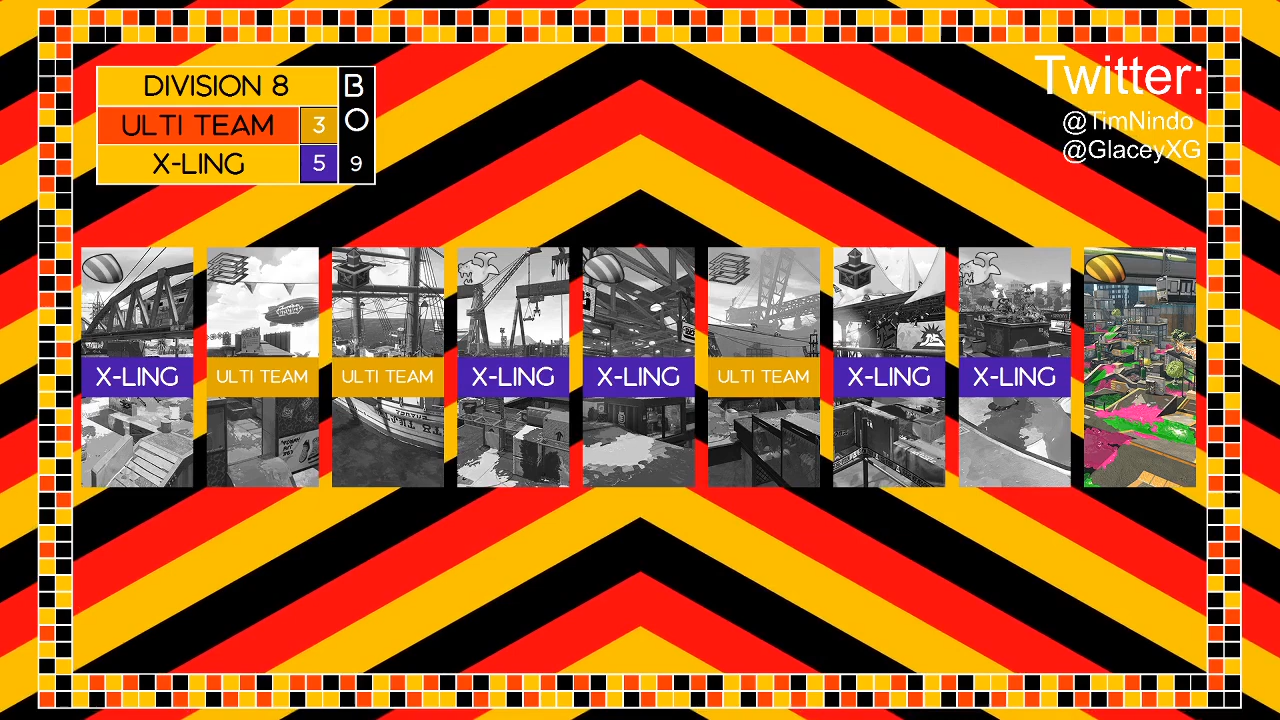 DIVISION 8
ULTI TEAM 3
X-LING 5
BO
9
Twitter:
@TimNindo
@GlaceyXG
X-LING
ULTI TEAM
ULTI TEAM
X-LING
X-LING
ULTI TEAM
X-LING
X-LING